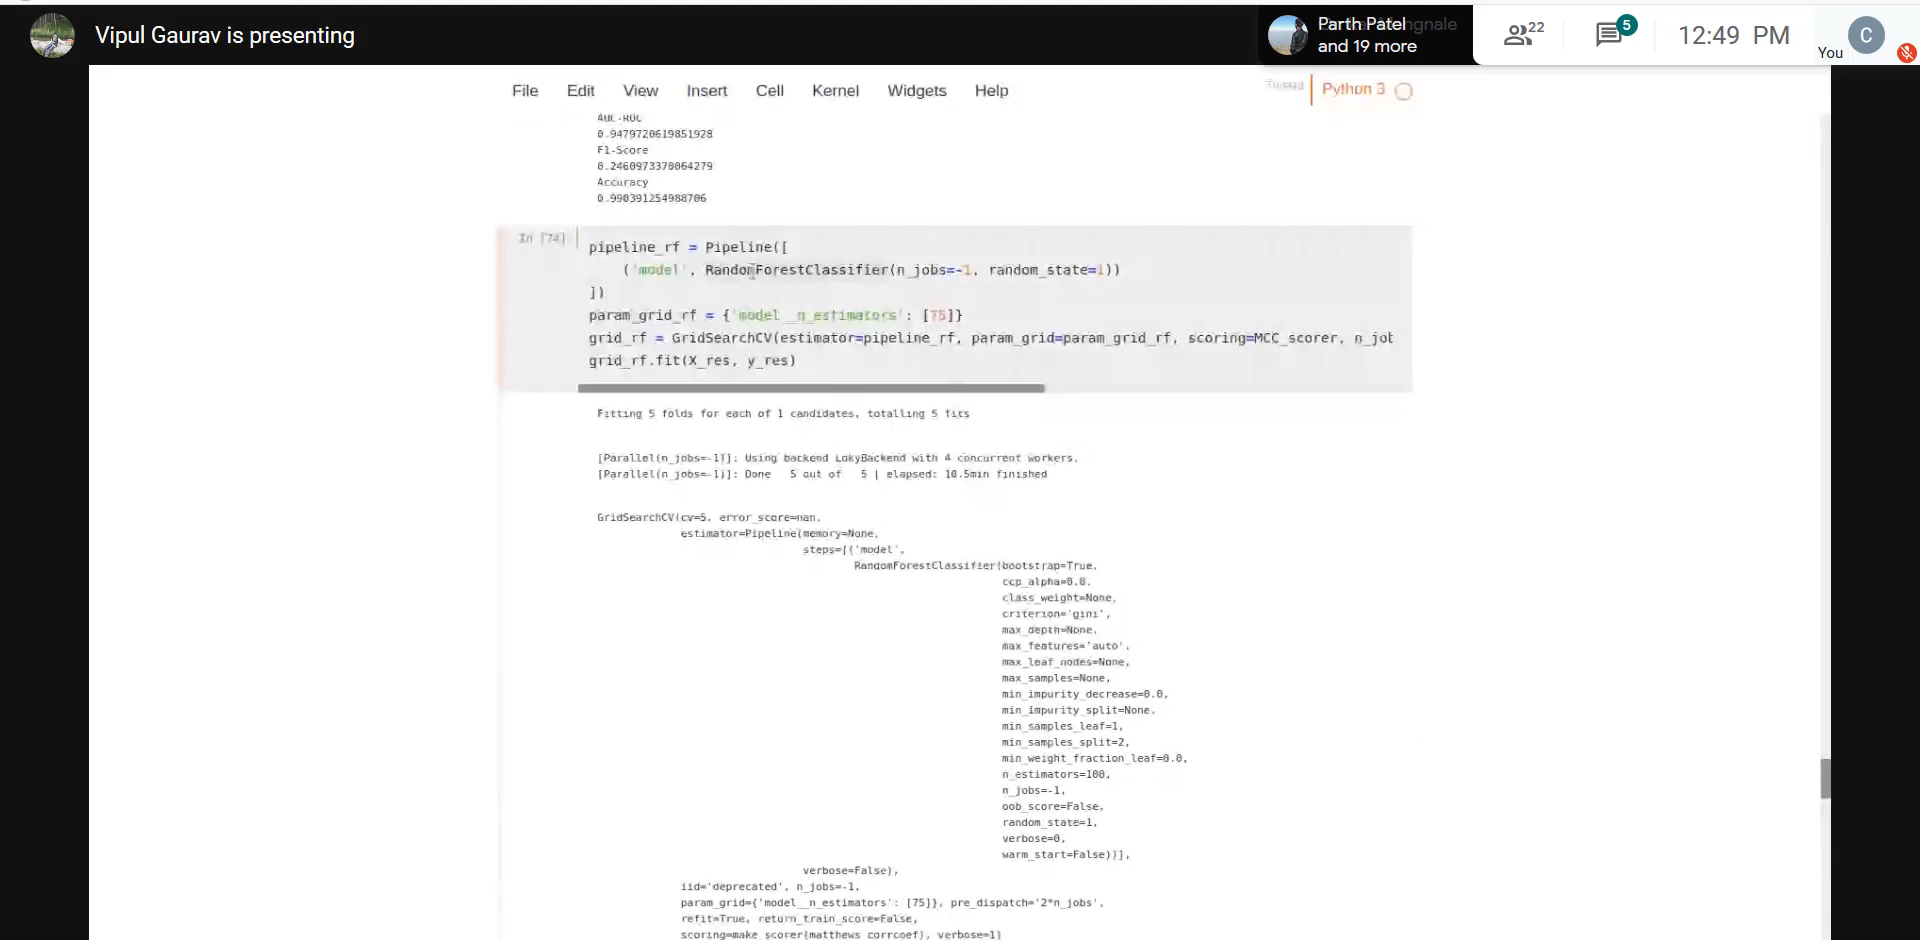 Vipul Gaurav is presenting
Parth Patel
and 19 more
22
5
12:49 PM
You
C
File Edit View Insert Cell Kernel Widgets Help
Trusted
Python 3
AUC-ROC
0.9479720619851928
F1-Score
0.2460973370064279
Accuracy
0.990391254988706
In [74]
pipeline_rf = Pipeline([
('model', RandomForestClassifier(n_jobs=-1, random_state=1))
])
param_grid_rf = {'model__n_estimators': [75]}
grid_rf = GridSearchCV(estimator=pipeline_rf, param_grid=param_grid_rf, scoring=MCC_scorer, n_job
grid_rf.fit(X_res, y_res)
Fitting 5 folds for each of 1 candidates, totalling 5 fits
[Parallel(n_jobs=-1)]: Using backend LokyBackend with 4 concurrent workers.
[Parallel(n_jobs=-1)]: Done 5 out of 5 | elapsed: 10.5min finished
GridSearchCV(cv=5, error_score=nan,
estimator=Pipeline(memory=None,
steps=[('model',
RandomForestClassifier(bootstrap=True,
ccp_alpha=0.0,
class_weight=None,
criterion='gini',
max_depth=None,
max_features='auto',
max_leaf_nodes=None,
max_samples=None,
min_impurity_decrease=0.0,
min_impurity_split=None,
min_samples_leaf=1,
min_samples_split=2,
min_weight_fraction_leaf=0.0,
n_estimators=100,
n_jobs=-1,
oob_score=False,
random_state=1,
verbose=0,
warm_start=False))],
verbose=False),
iid='deprecated', n_jobs=-1,
param_grid={'model__n_estimators': [75]}, pre_dispatch='2*n_jobs',
refit=True, return_train_score=False,
scoring=make_scorer(matthews_corrcoef), verbose=1)